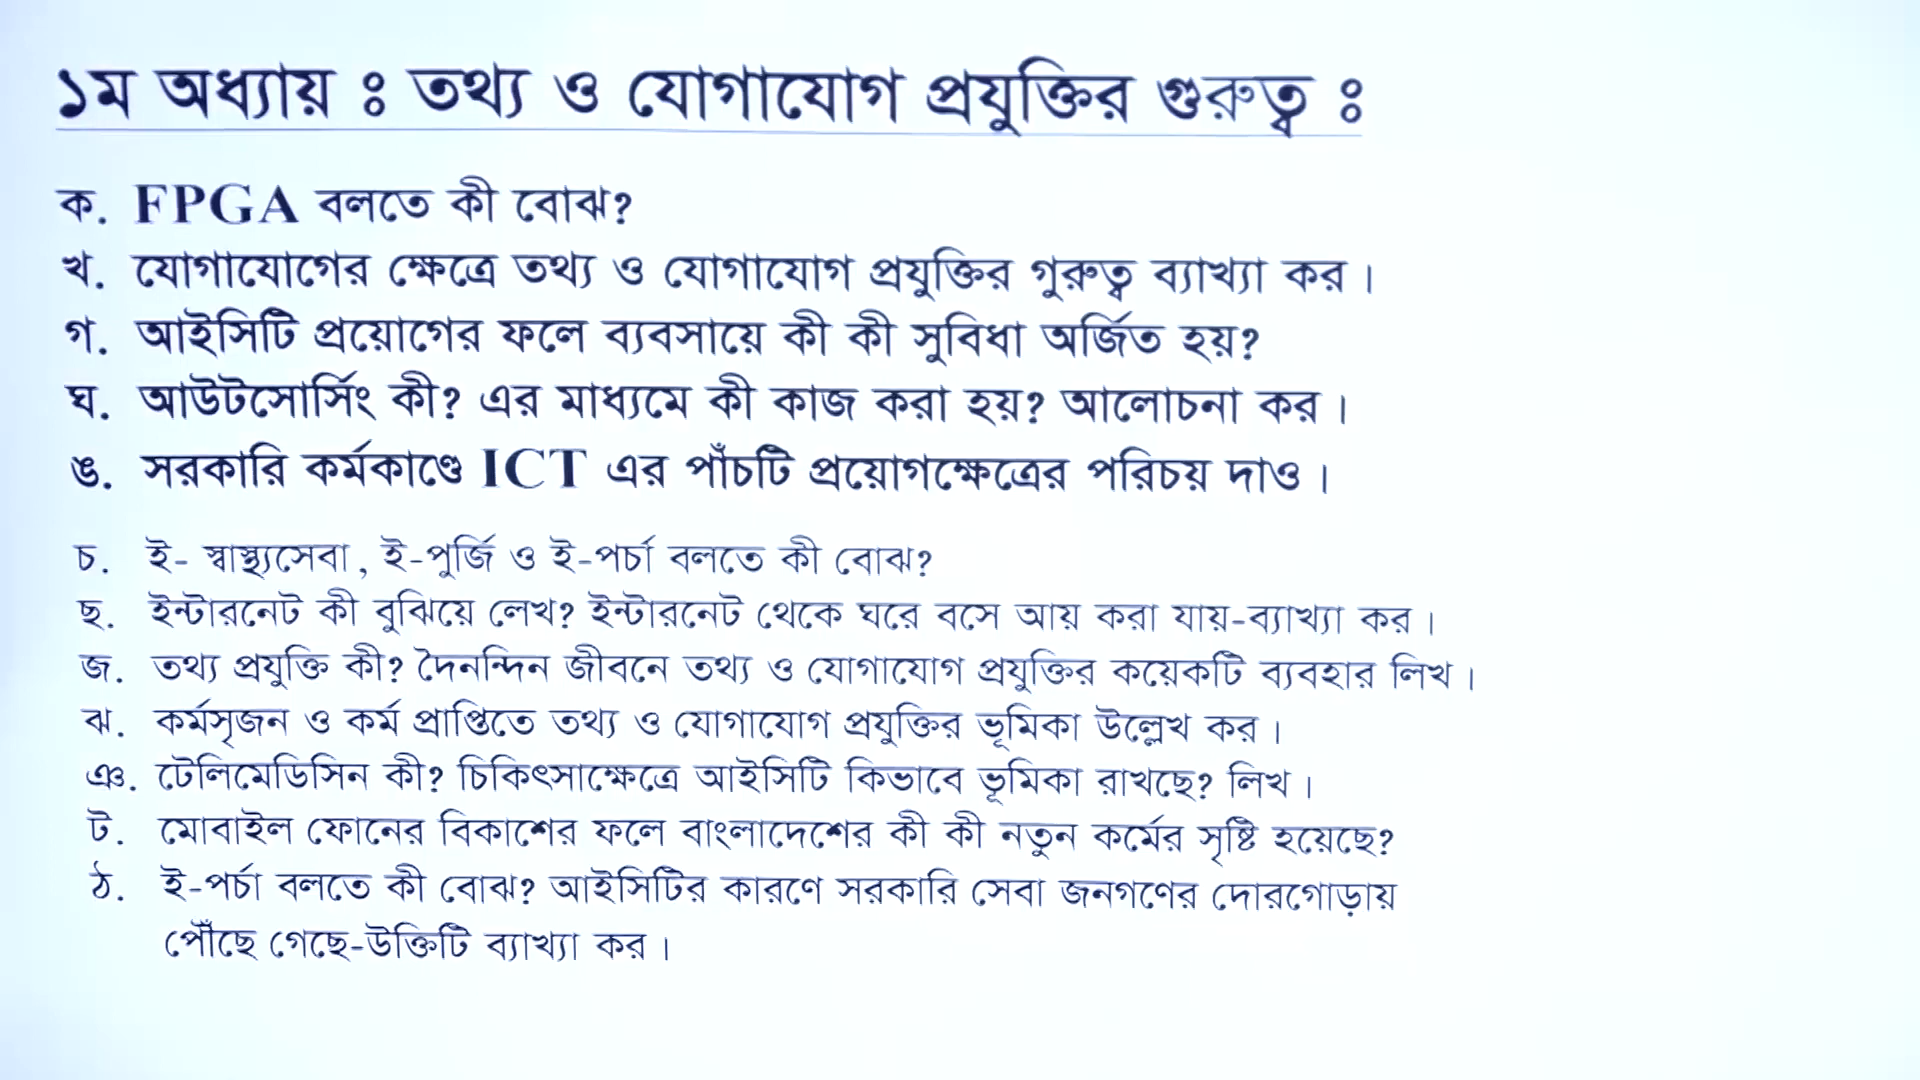 ১ম অধ্যায় ঃ তথ্য ও যোগাযোগ প্রযুক্তির গুরুত্ব ঃ
ক. FPGA বলতে কী বোঝ?
খ. যোগাযোগের ক্ষেত্রে তথ্য ও যোগাযোগ প্রযুক্তির গুরুত্ব ব্যাখ্যা কর।
গ. আইসিটি প্রয়োগের ফলে ব্যবসায়ে কী কী সুবিধা অর্জিত হয়?
ঘ. আউটসোর্সিং কী? এর মাধ্যমে কী কাজ করা হয়? আলোচনা কর।
ঙ. সরকারি কর্মকাণ্ডে ICT এর পাঁচটি প্রয়োগক্ষেত্রের পরিচয় দাও।
চ. ই- স্বাস্থ্যসেবা, ই-পুর্জি ও ই-পর্চা বলতে কী বোঝ?
ছ. ইন্টারনেট কী বুঝিয়ে লেখ? ইন্টারনেট থেকে ঘরে বসে আয় করা যায়-ব্যাখ্যা কর।
জ. তথ্য প্রযুক্তি কী? দৈনন্দিন জীবনে তথ্য ও যোগাযোগ প্রযুক্তির কয়েকটি ব্যবহার লিখ।
ঝ. কর্মসৃজন ও কর্ম প্রাপ্তিতে তথ্য ও যোগাযোগ প্রযুক্তির ভূমিকা উল্লেখ কর।
ঞ. টেলিমেডিসিন কী? চিকিৎসাক্ষেত্রে আইসিটি কিভাবে ভূমিকা রাখছে? লিখ।
ট. মোবাইল ফোনের বিকাশের ফলে বাংলাদেশের কী কী নতুন কর্মের সৃষ্টি হয়েছে?
ঠ. ই-পর্চা বলতে কী বোঝ? আইসিটির কারণে সরকারি সেবা জনগণের দোরগোড়ায়
পৌঁছে গেছে-উক্তিটি ব্যাখ্যা কর।